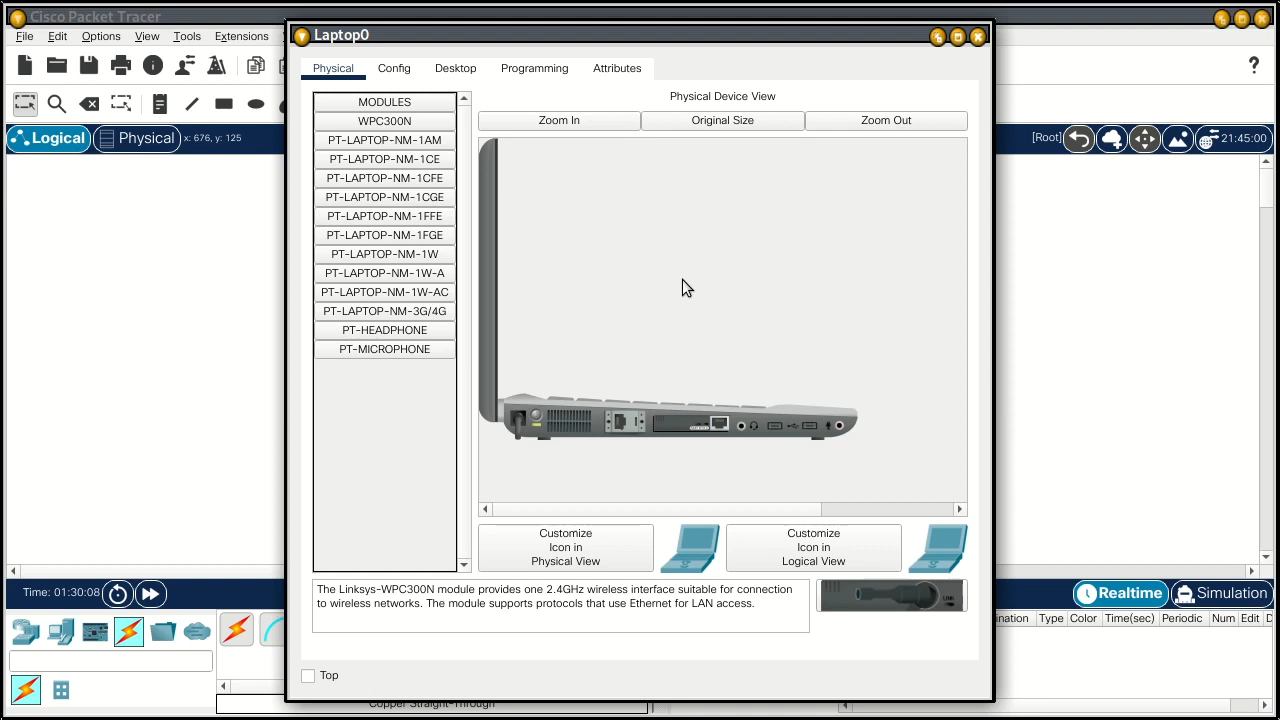 Cisco Packet Tracer
File Edit Options View Tools Extensions
Logical Physical x: 676, y: 125
[Root] 21:45:00
Laptop0
Physical Config Desktop Programming Attributes
MODULES
WPC300N
PT-LAPTOP-NM-1AM
PT-LAPTOP-NM-1CE
PT-LAPTOP-NM-1CFE
PT-LAPTOP-NM-1CGE
PT-LAPTOP-NM-1FFE
PT-LAPTOP-NM-1FGE
PT-LAPTOP-NM-1W
PT-LAPTOP-NM-1W-A
PT-LAPTOP-NM-1W-AC
PT-LAPTOP-NM-3G/4G
PT-HEADPHONE
PT-MICROPHONE
Physical Device View
Zoom In Original Size Zoom Out
Customize
Icon in
Physical View
Customize
Icon in
Logical View
The Linksys-WPC300N module provides one 2.4GHz wireless interface suitable for connection
to wireless networks. The module supports protocols that use Ethernet for LAN access.
LINK
Top
Time: 01:30:08
Realtime Simulation
ination Type Color Time(sec) Periodic Num Edit D
Copper Straight-Through